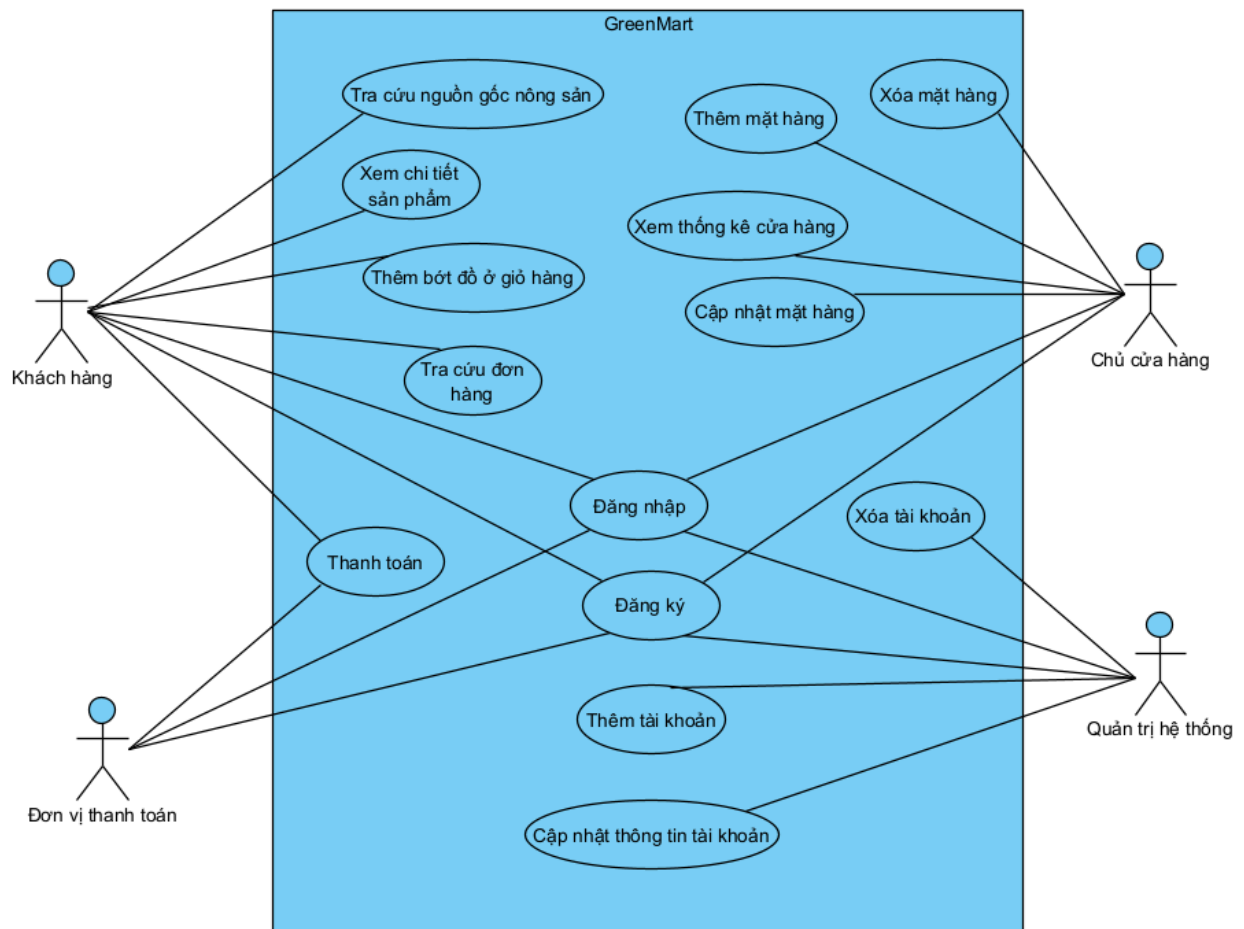 GreenMart
Tra cứu nguồn gốc nông sản
Xóa mặt hàng
Thêm mặt hàng
Xem chi tiết
sản phẩm
Xem thống kê cửa hàng
Thêm bớt đồ ở giỏ hàng
Cập nhật mặt hàng
Khách hàng
Chủ cửa hàng
Tra cứu đơn
hàng
Đăng nhập
Xóa tài khoản
Thanh toán
Đăng ký
Thêm tài khoản
Quản trị hệ thống
Đơn vị thanh toán
Cập nhật thông tin tài khoản